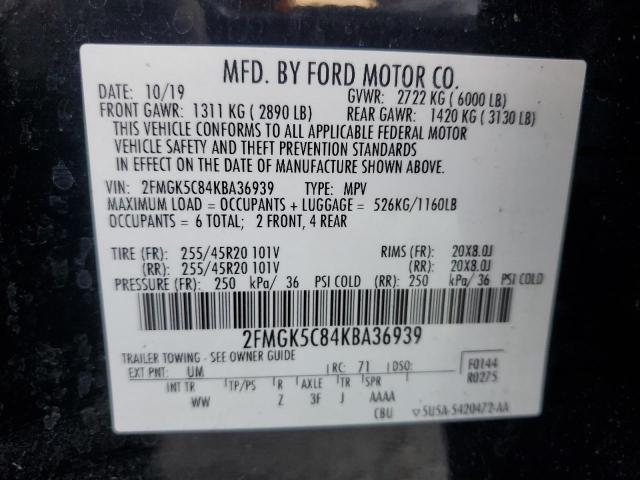 MFD. BY FORD MOTOR CO.
DATE: 10/19 GVWR: 2722 KG ( 6000 LB)
FRONT GAWR: 1311 KG ( 2890 LB) REAR GAWR: 1420 KG ( 3130 LB)
THIS VEHICLE CONFORMS TO ALL APPLICABLE FEDERAL MOTOR
VEHICLE SAFETY AND THEFT PREVENTION STANDARDS
IN EFFECT ON THE DATE OF MANUFACTURE SHOWN ABOVE.
VIN: 2FMGK5C84KBA36939 TYPE: MPV
MAXIMUM LOAD = OCCUPANTS + LUGGAGE = 526KG/1160LB
OCCUPANTS = 6 TOTAL; 2 FRONT, 4 REAR
TIRE (FR): 255/45R20 101V RIMS (FR): 20X8.0J
(RR): 255/45R20 101V (RR): 20X8.0J
PRESSURE (FR): 250 kPa/ 36 PSI COLD (RR): 250 kPa/ 36 PSI COLD
2FMGK5C84KBA36939
TRAILER TOWING - SEE OWNER GUIDE
EXT PNT: UM RC: 71 DSO: F0144
R0275
INT TR TP/PS R AXLE TR SPR
WW Z 3F J AAAA
CBU 5U5A-5420472-AA